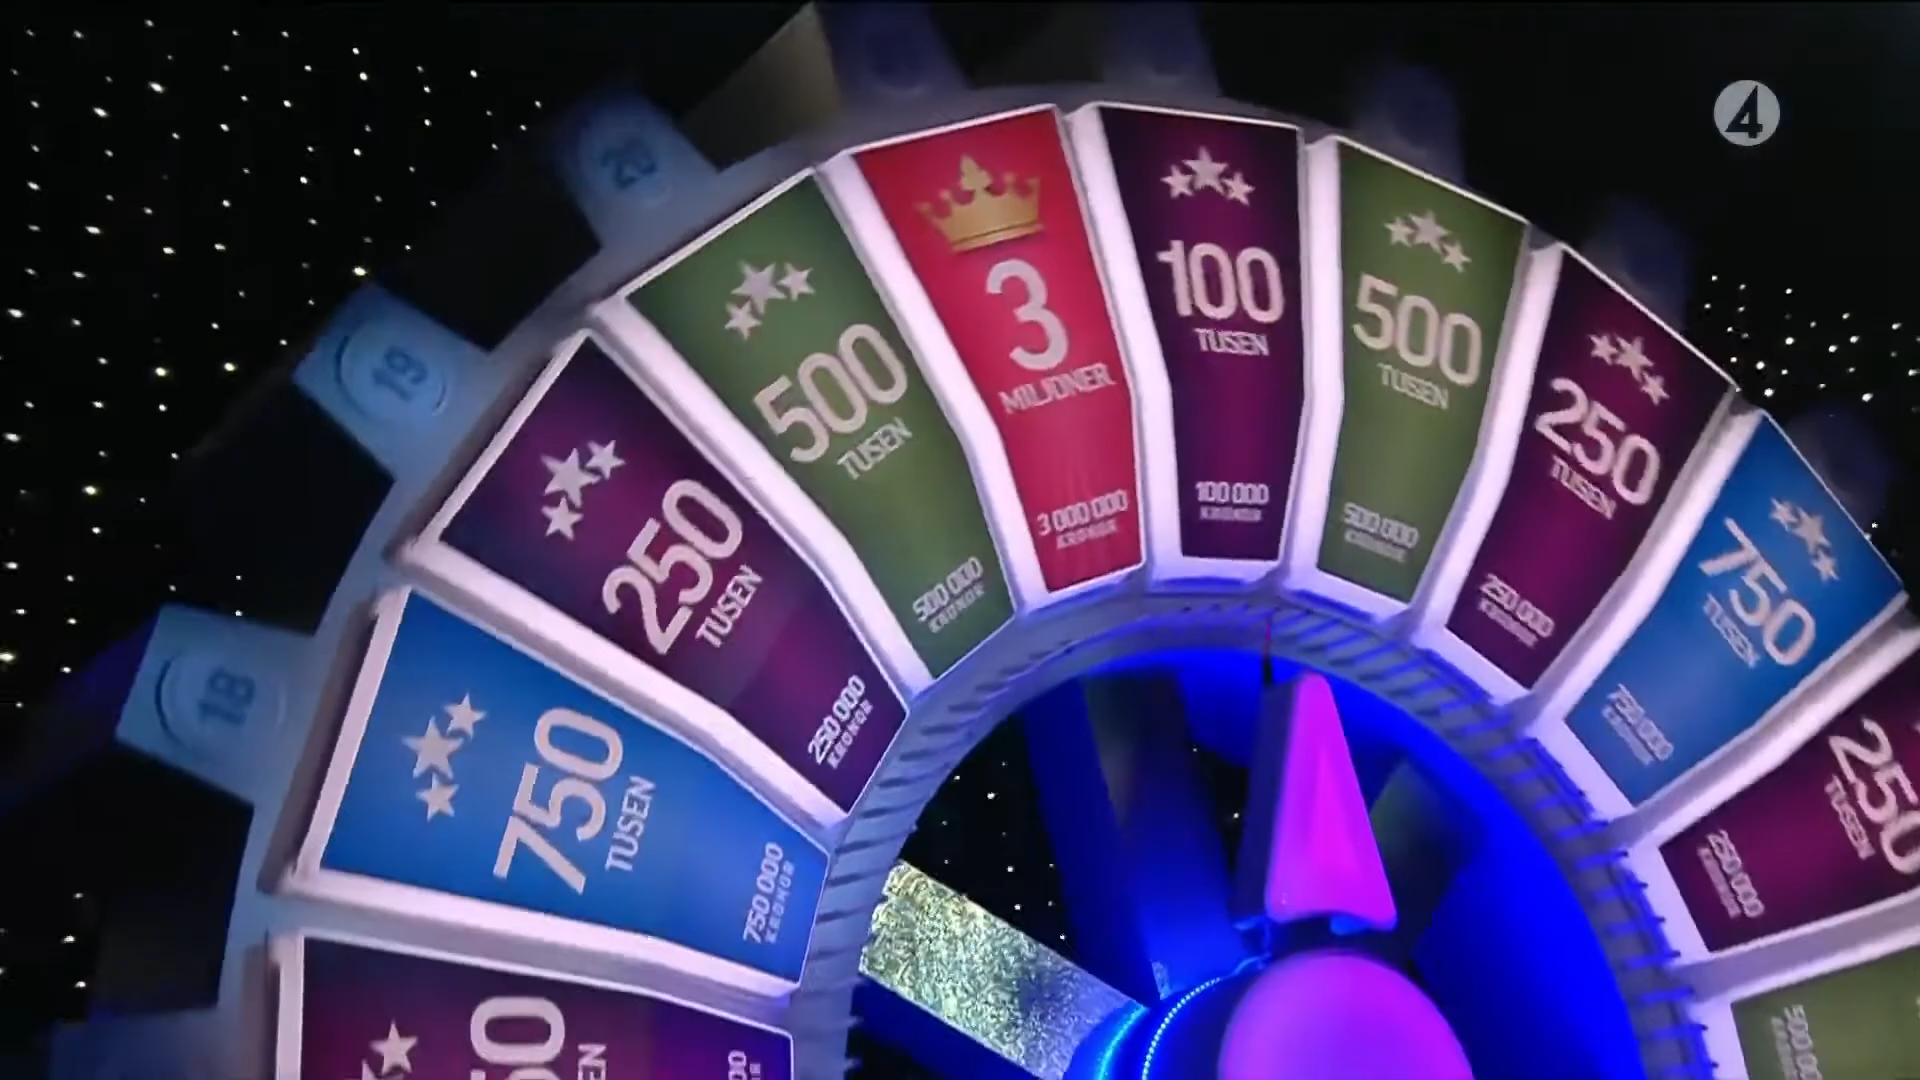 4
20
19
18
3
MILJONER
3 000 000
KRONOR
100
TUSEN
100 000
KRONOR
500
TUSEN
500 000
KRONOR
500
TUSEN
500 000
KRONOR
250
TUSEN
250 000
KRONOR
250
TUSEN
250 000
KRONOR
750
TUSEN
750 000
KRONOR
750
TUSEN
750 000
KRONOR
250
TUSEN
250 000
KRONOR